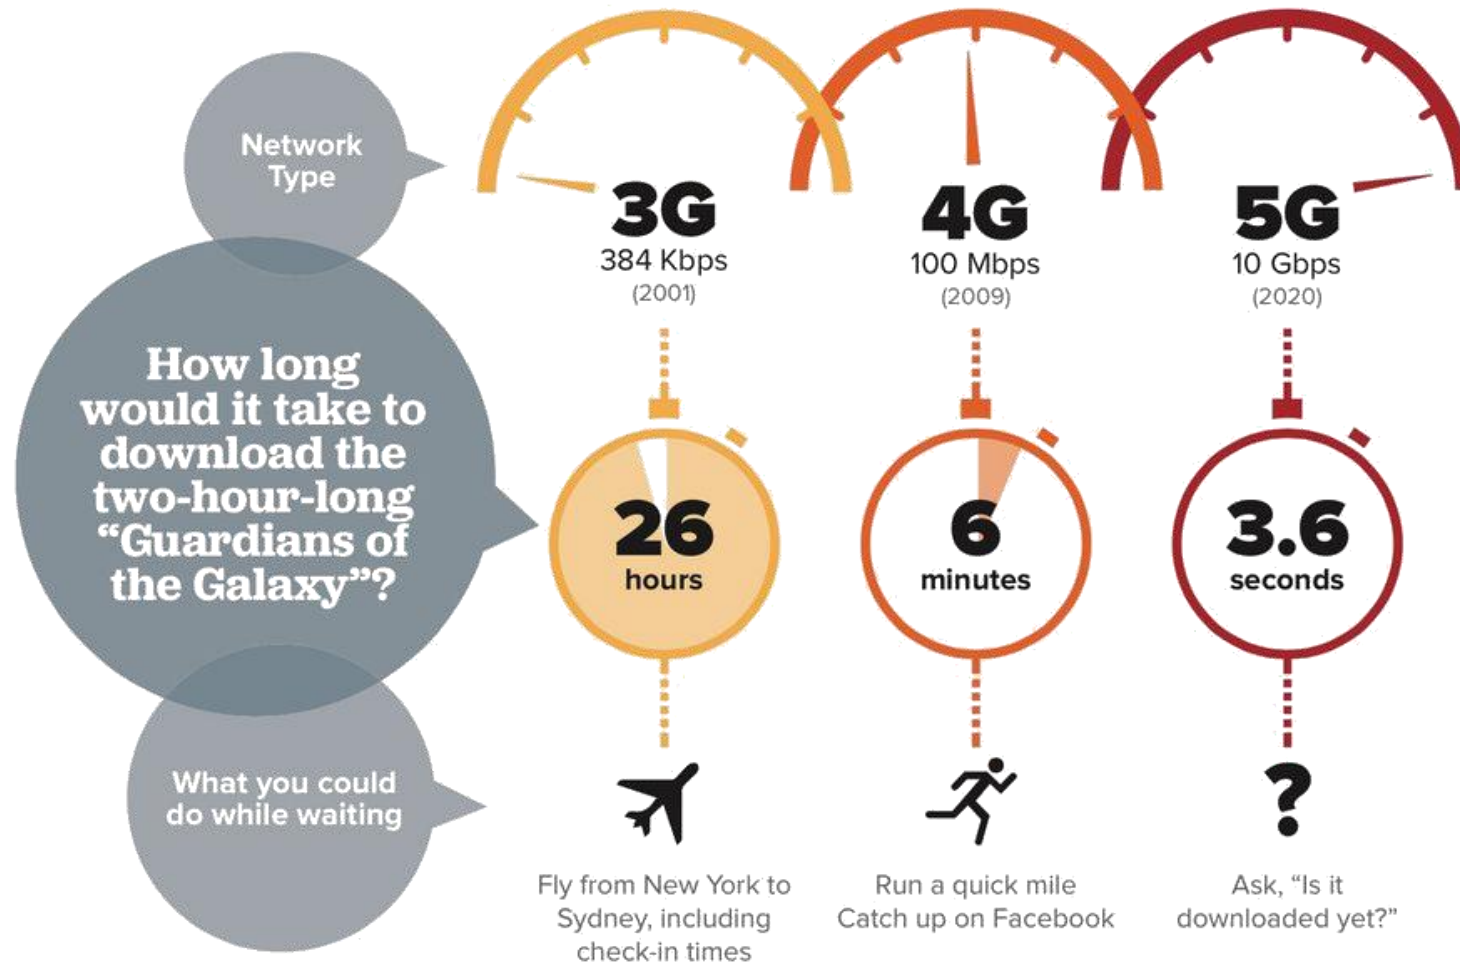 Network
Type
3G
384 Kbps
(2001)
4G
100 Mbps
(2009)
5G
10 Gbps
(2020)
How long
would it take to
download the
two-hour-long
“Guardians of
the Galaxy”?
26
hours
6
minutes
3.6
seconds
What you could
do while waiting
?
Fly from New York to
Sydney, including
check-in times
Run a quick mile
Catch up on Facebook
Ask, “Is it
downloaded yet?”